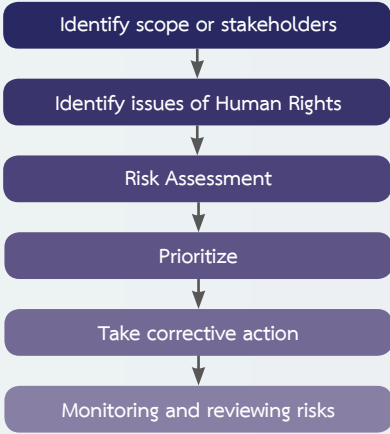 Identify scope or stakeholders
Identify issues of Human Rights
Risk Assessment
Prioritize
Take corrective action
Monitoring and reviewing risks